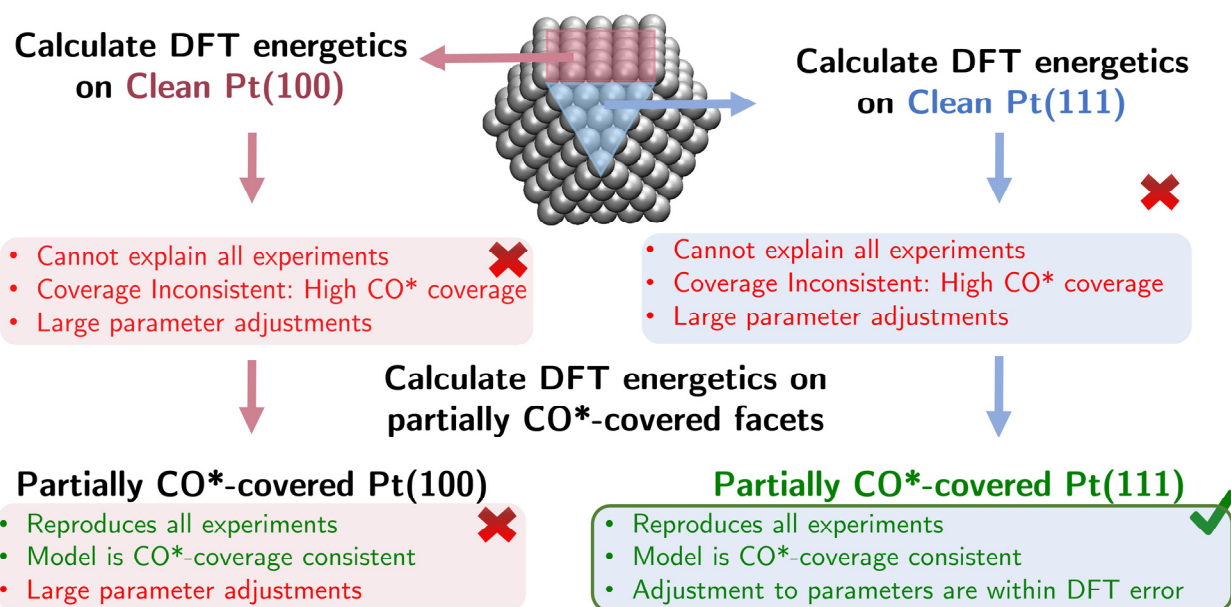 Calculate DFT energetics
on Clean Pt(100)
Calculate DFT energetics
on Clean Pt(111)
• Cannot explain all experiments
• Coverage Inconsistent: High CO* coverage
• Large parameter adjustments
• Cannot explain all experiments
• Coverage Inconsistent: High CO* coverage
• Large parameter adjustments
Calculate DFT energetics on
partially CO*-covered facets
Partially CO*-covered Pt(100)
• Reproduces all experiments
• Model is CO*-coverage consistent
• Large parameter adjustments
Partially CO*-covered Pt(111)
• Reproduces all experiments
• Model is CO*-coverage consistent
• Adjustment to parameters are within DFT error